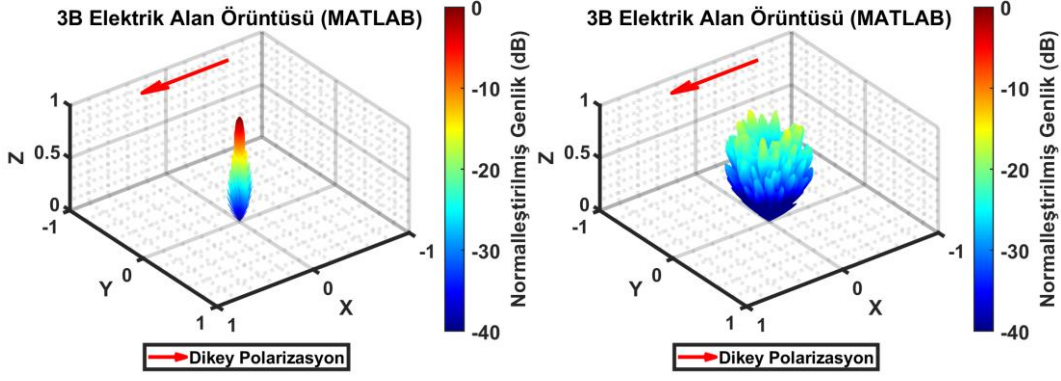 3B Elektrik Alan Örüntüsü (MATLAB)
1
0.5
0
-1
0
1
Y
Z
1
0
-1
X
0
-10
-20
-30
-40
Normalleştirilmiş Genlik (dB)
Dikey Polarizasyon
3B Elektrik Alan Örüntüsü (MATLAB)
1
0.5
0
-1
0
1
Y
Z
1
0
-1
X
0
-10
-20
-30
-40
Normalleştirilmiş Genlik (dB)
Dikey Polarizasyon